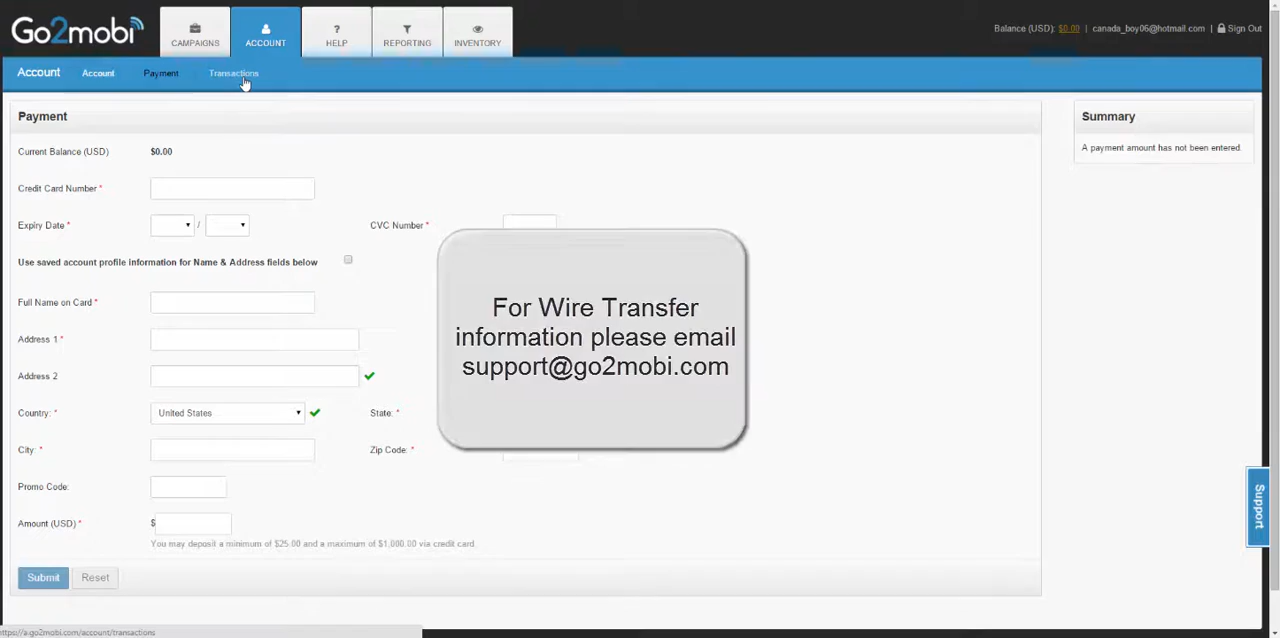 Go2mobi
CAMPAIGNS
ACCOUNT
?
HELP
REPORTING
INVENTORY
Balance (USD): $0.00 | canada_boy06@hotmail.com | Sign Out
Account Account Payment Transactions
Payment
Summary
Current Balance (USD) $0.00
A payment amount has not been entered.
Credit Card Number *
Expiry Date * / CVC Number *
Use saved account profile information for Name & Address fields below
Full Name on Card *
Address 1 *
Address 2
Country: * United States State: *
City: * Zip Code: *
Promo Code:
Amount (USD) * $
You may deposit a minimum of $25.00 and a maximum of $1,000.00 via credit card
Submit Reset
For Wire Transfer
information please email
support@go2mobi.com
Support
https://a.go2mobi.com/account/transactions